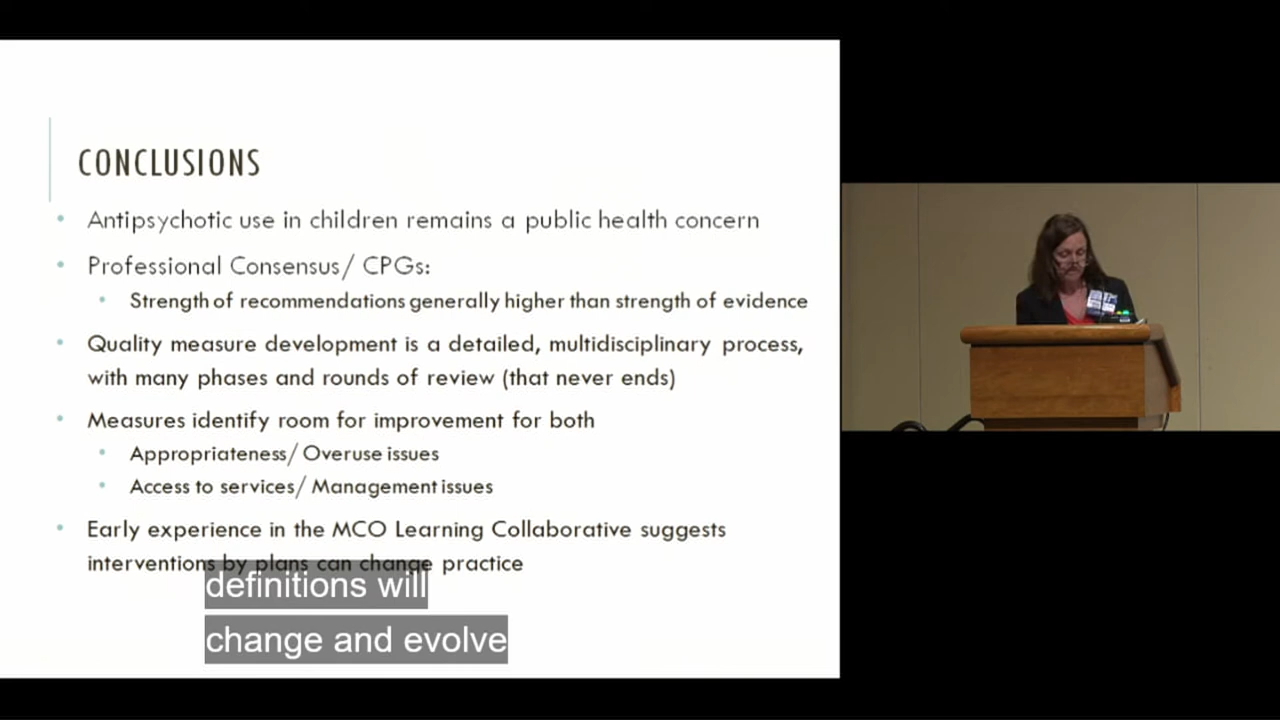 CONCLUSIONS
• Antipsychotic use in children remains a public health concern
• Professional Consensus/ CPGs:
• Strength of recommendations generally higher than strength of evidence
• Quality measure development is a detailed, multidisciplinary process,
with many phases and rounds of review (that never ends)
• Measures identify room for improvement for both
• Appropriateness/ Overuse issues
• Access to services/ Management issues
• Early experience in the MCO Learning Collaborative suggests
interventions by plans can change practice
definitions will
change and evolve